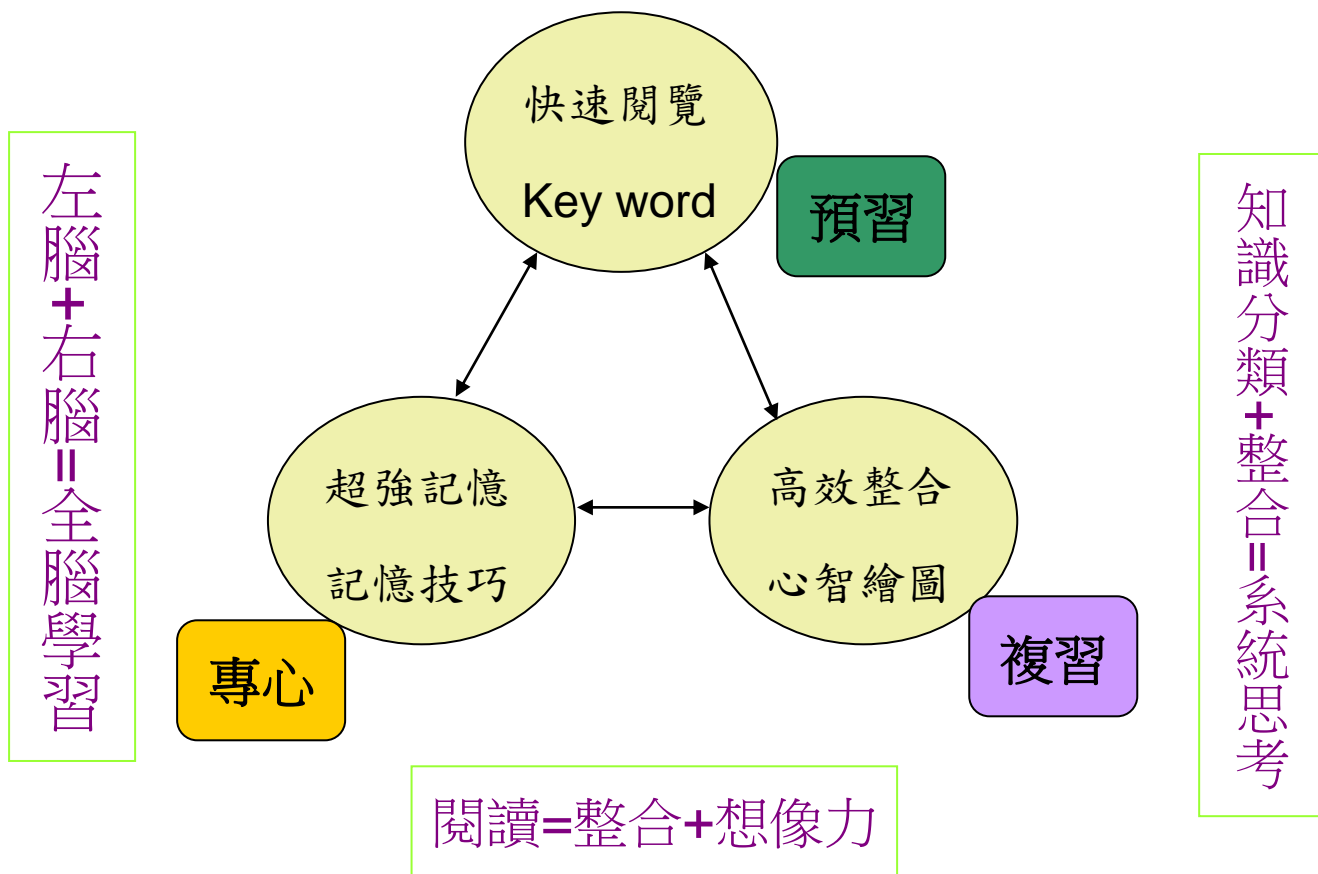 快速閱覽
Key word
預習
左腦+右腦=全腦學習
知識分類+整合=系統思考
超強記憶
記憶技巧
專心
高效整合
心智繪圖
複習
閱讀=整合+想像力